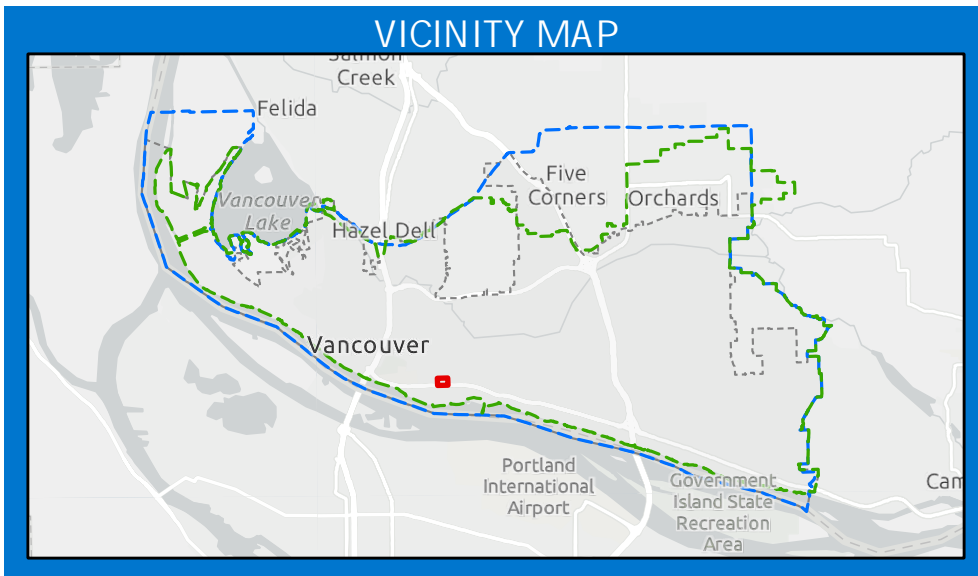 VICINITY MAP
Salmon
Creek
Felida
Vancouver
Lake
Five
Corners
Orchards
Hazel Dell
Vancouver
Portland
International
Airport
Government
Island State
Recreation
Area
Cam